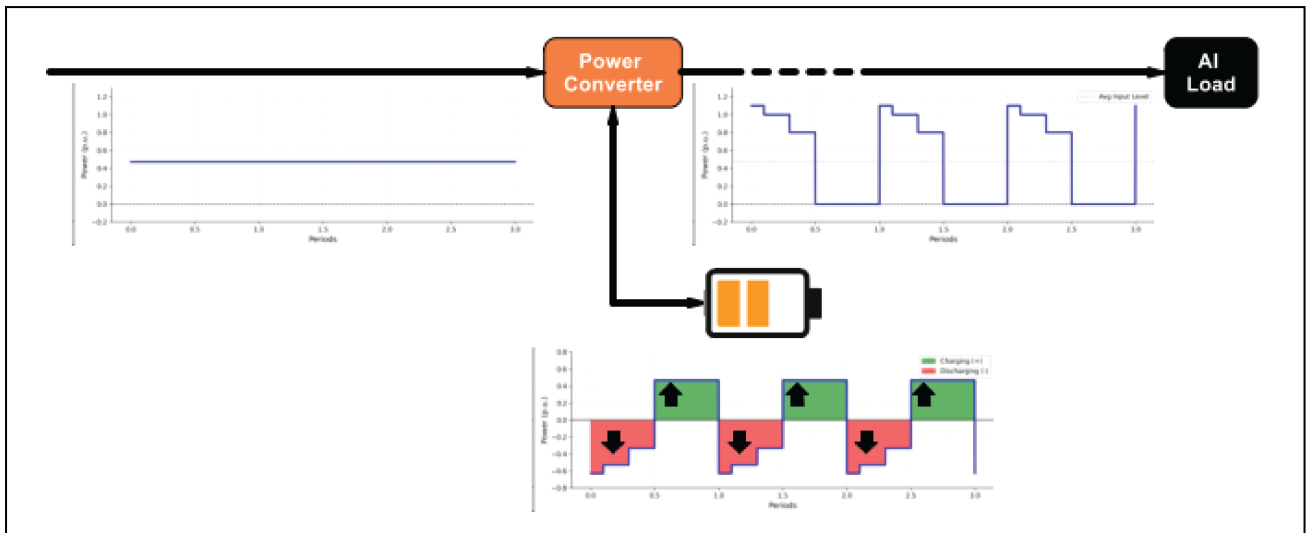 Power
Converter
AI
Load
Power (p.u.)
1.2
1.0
0.8
0.6
0.4
0.2
0.0
−0.2
0.0 0.5 1.0 1.5 2.0 2.5 3.0
Periods
Avg Input Level
Power (p.u.)
1.2
1.0
0.8
0.6
0.4
0.2
0.0
−0.2
0.0 0.5 1.0 1.5 2.0 2.5 3.0
Periods
Charging (+)
Discharging (-)
Power (p.u.)
0.8
0.6
0.4
0.2
0.0
−0.2
−0.4
−0.6
−0.8
0.0 0.5 1.0 1.5 2.0 2.5 3.0
Periods